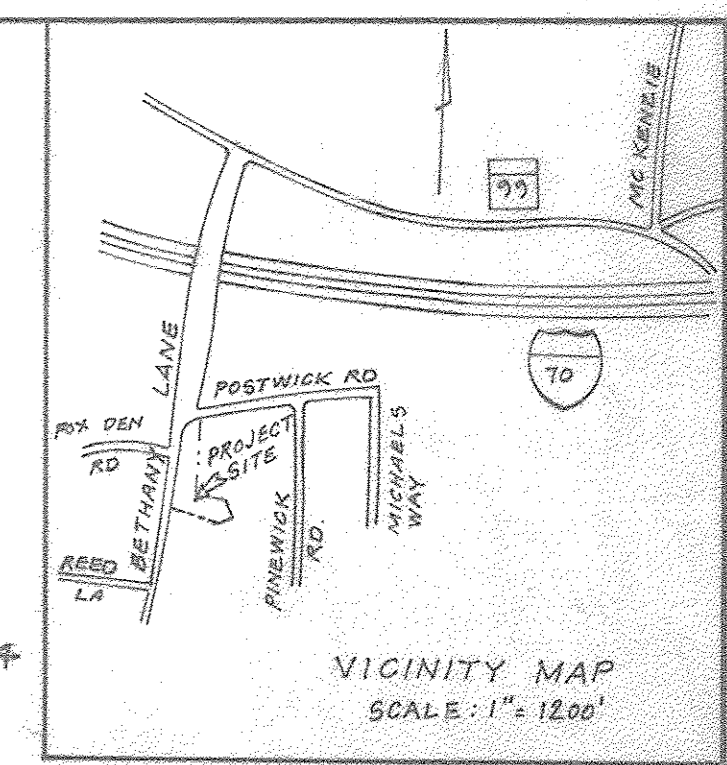 MC KENZIE
99
70
BETHANY LANE
POSTWICK RD
FOX DEN
RD
PROJECT
SITE
MICHAELS
WAY
PINEWICK
RD.
REED
LA
VICINITY MAP
SCALE: 1"= 1200'